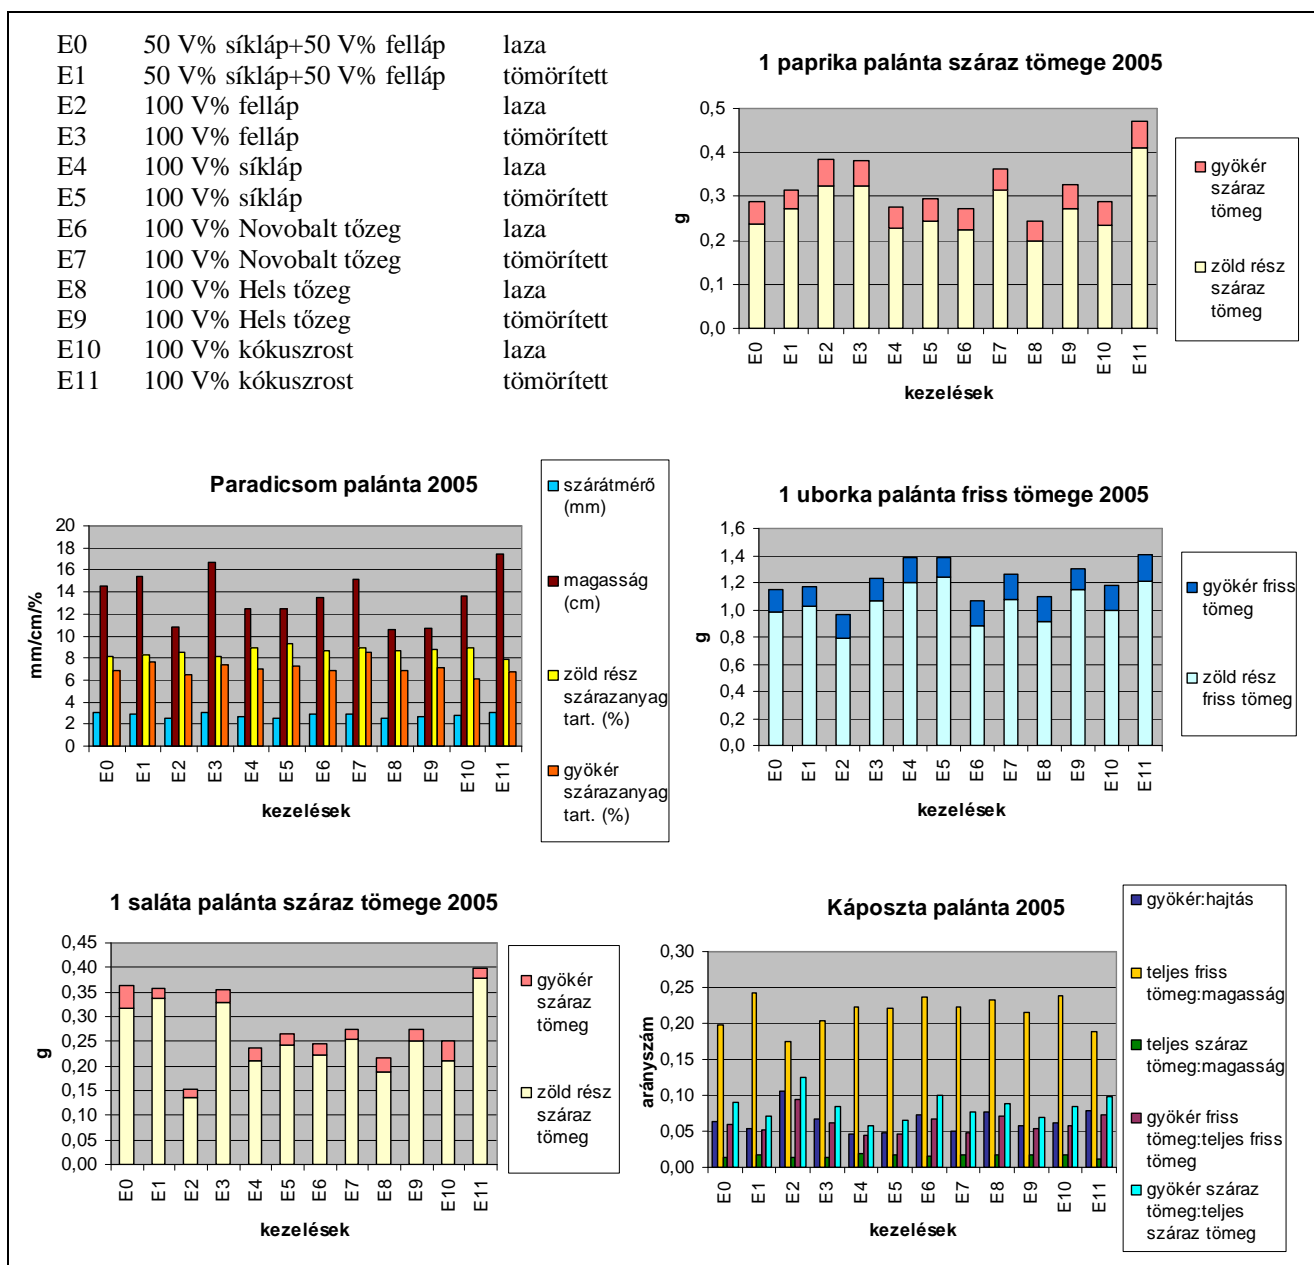 E0 50 V% síkláp+50 V% felláp laza
E1 50 V% síkláp+50 V% felláp tömörített
E2 100 V% felláp laza
E3 100 V% felláp tömörített
E4 100 V% síkláp laza
E5 100 V% síkláp tömörített
E6 100 V% Novobalt tőzeg laza
E7 100 V% Novobalt tőzeg tömörített
E8 100 V% Hels tőzeg laza
E9 100 V% Hels tőzeg tömörített
E10 100 V% kókuszrost laza
E11 100 V% kókuszrost tömörített
1 paprika palánta száraz tömege 2005
0,5
0,4
0,3
0,2
0,1
0,0
g
E0 E1 E2 E3 E4 E5 E6 E7 E8 E9 E10 E11
kezelések
gyökér
száraz
tömeg
zöld rész
száraz
tömeg
Paradicsom palánta 2005
20
18
16
14
12
10
8
6
4
2
0
mm/cm/%
E0 E1 E2 E3 E4 E5 E6 E7 E8 E9 E10 E11
kezelések
szárátmérő
(mm)
magasság
(cm)
zöld rész
szárazanyag
tart. (%)
gyökér
szárazanyag
tart. (%)
1 uborka palánta friss tömege 2005
1,6
1,4
1,2
1,0
0,8
0,6
0,4
0,2
0,0
g
E0 E1 E2 E3 E4 E5 E6 E7 E8 E9 E10 E11
kezelések
gyökér friss
tömeg
zöld rész
friss tömeg
1 saláta palánta száraz tömege 2005
0,45
0,40
0,35
0,30
0,25
0,20
0,15
0,10
0,05
0,00
g
E0 E1 E2 E3 E4 E5 E6 E7 E8 E9 E10 E11
kezelések
gyökér
száraz
tömeg
zöld rész
száraz
tömeg
Káposzta palánta 2005
0,30
0,25
0,20
0,15
0,10
0,05
0,00
arányszám
E0 E1 E2 E3 E4 E5 E6 E7 E8 E9 E10 E11
kezelések
gyökér:hajtás
teljes friss
tömeg:magasság
teljes száraz
tömeg:magasság
gyökér friss
tömeg:teljes friss
tömeg
gyökér száraz
tömeg:teljes
száraz tömeg